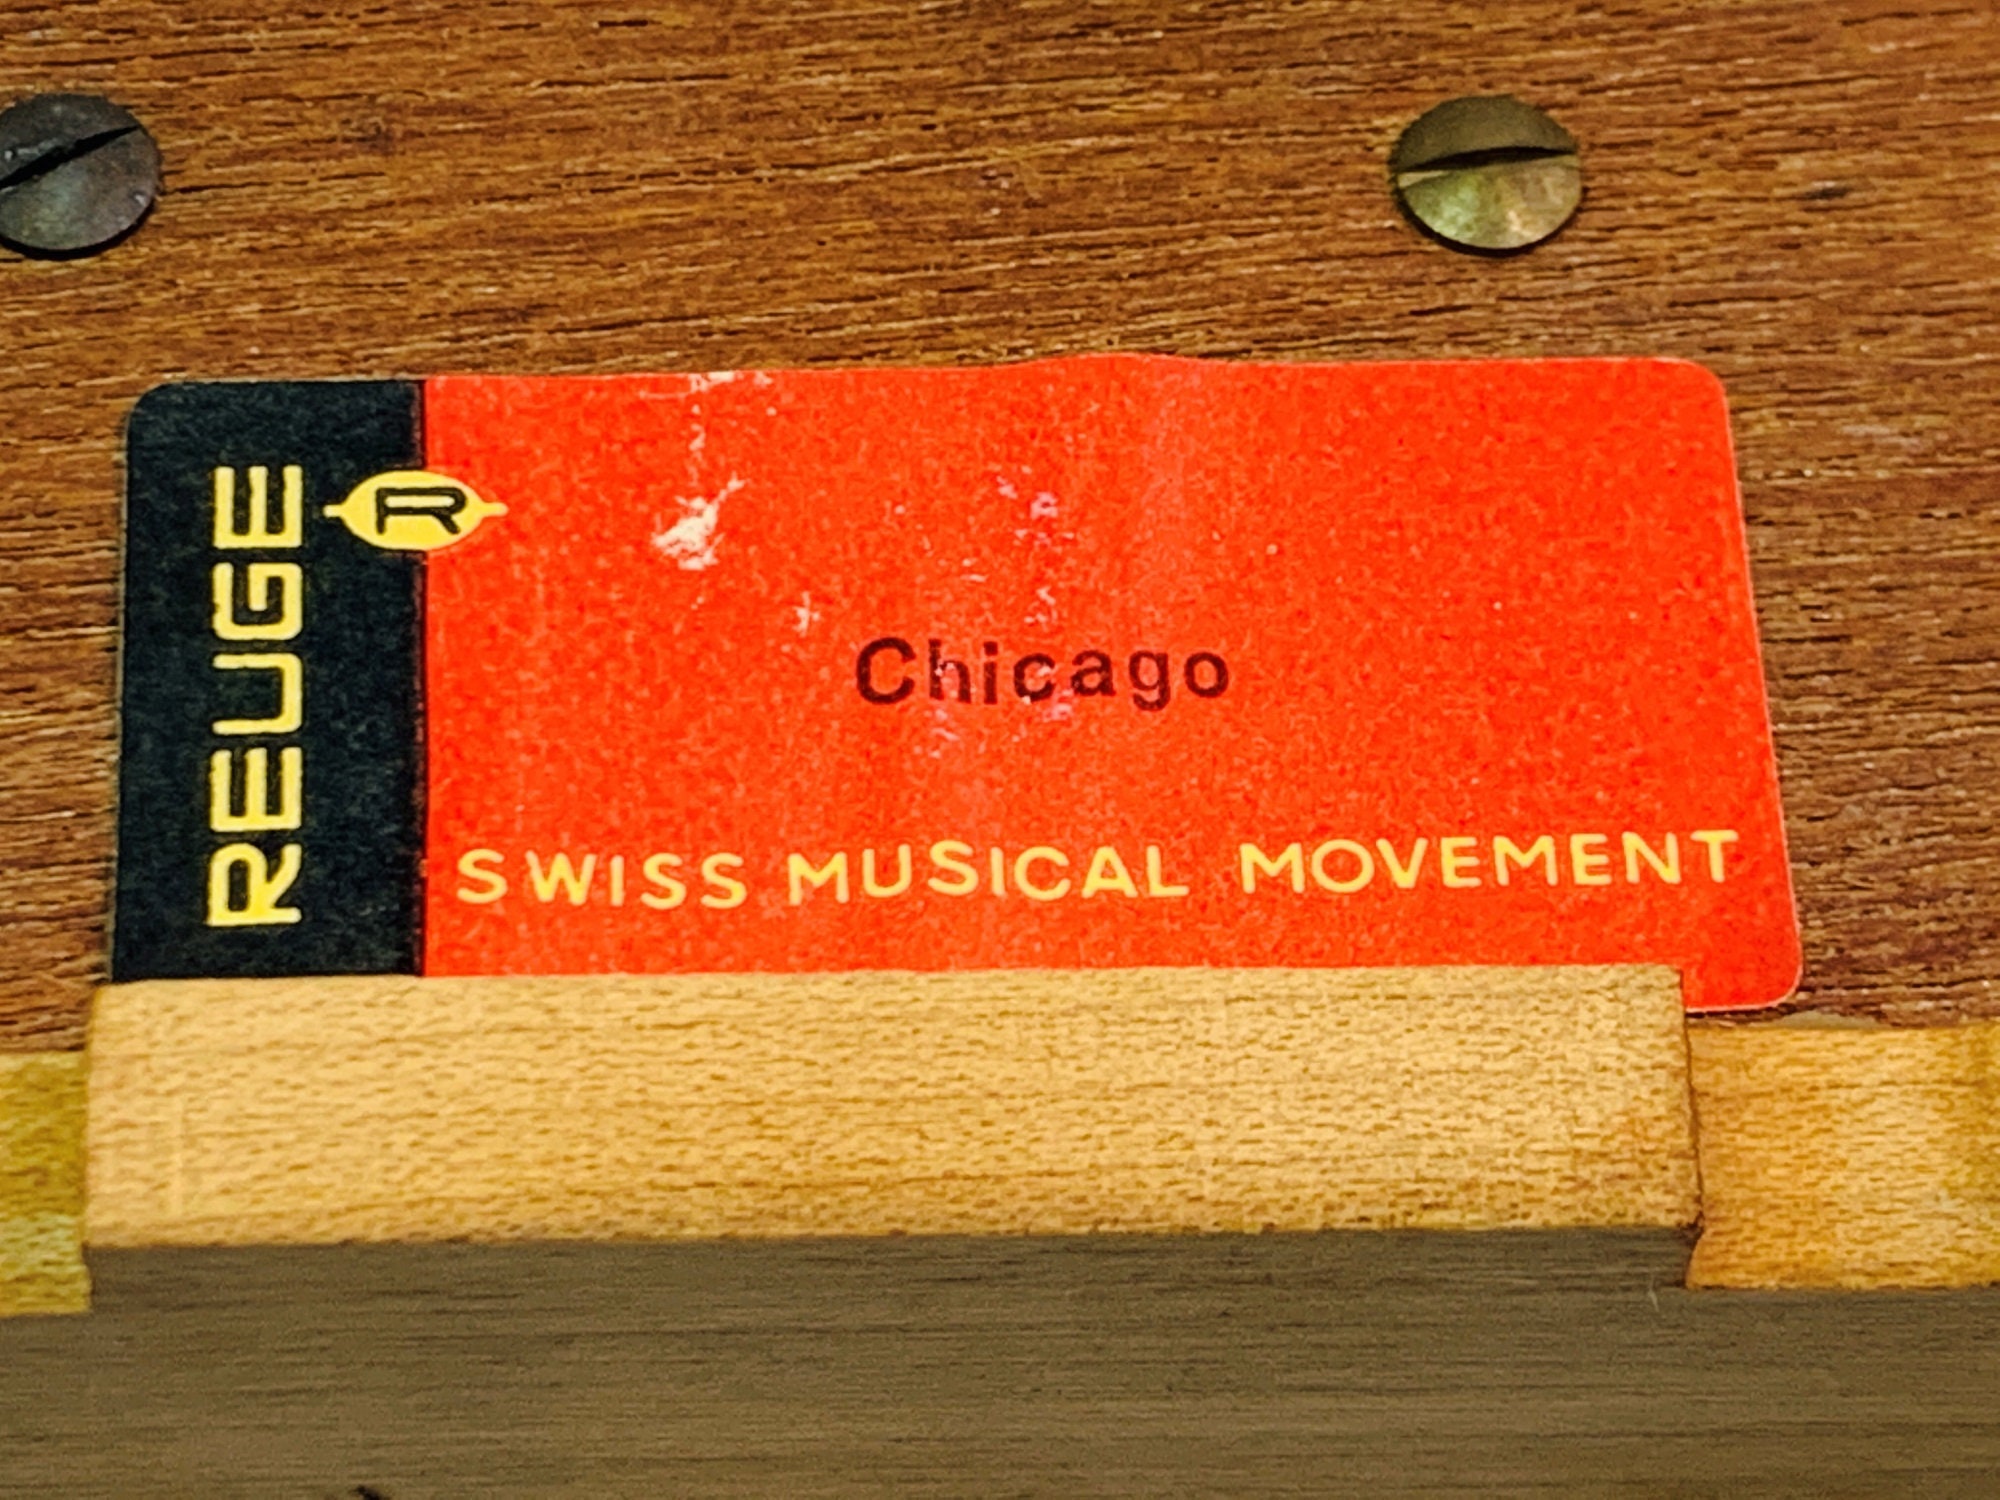 REUGE
R
Chicago
SWISS MUSICAL MOVEMENT